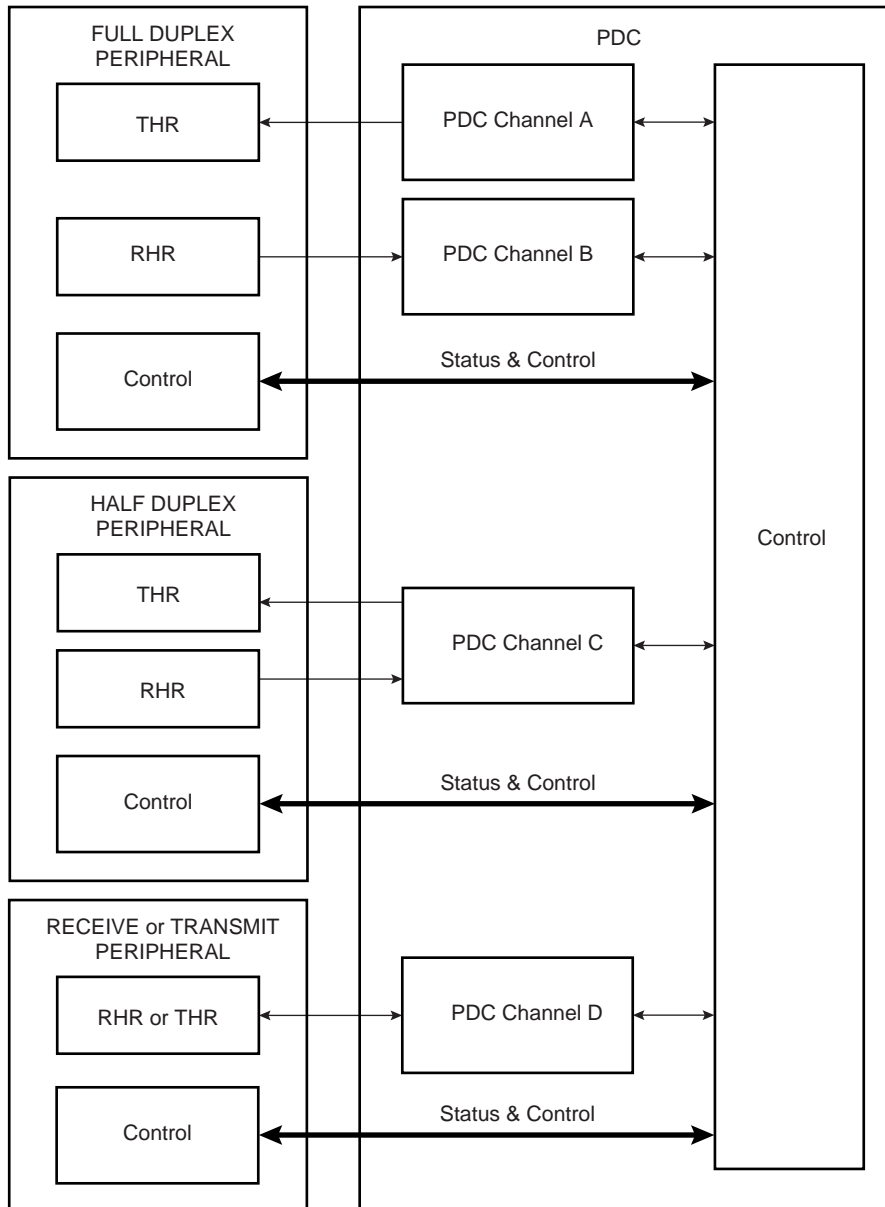 FULL DUPLEX
PERIPHERAL
THR
RHR
Control
PDC
PDC Channel A
PDC Channel B
Status & Control
HALF DUPLEX
PERIPHERAL
THR
RHR
Control
PDC Channel C
Status & Control
Control
RECEIVE or TRANSMIT
PERIPHERAL
RHR or THR
Control
PDC Channel D
Status & Control